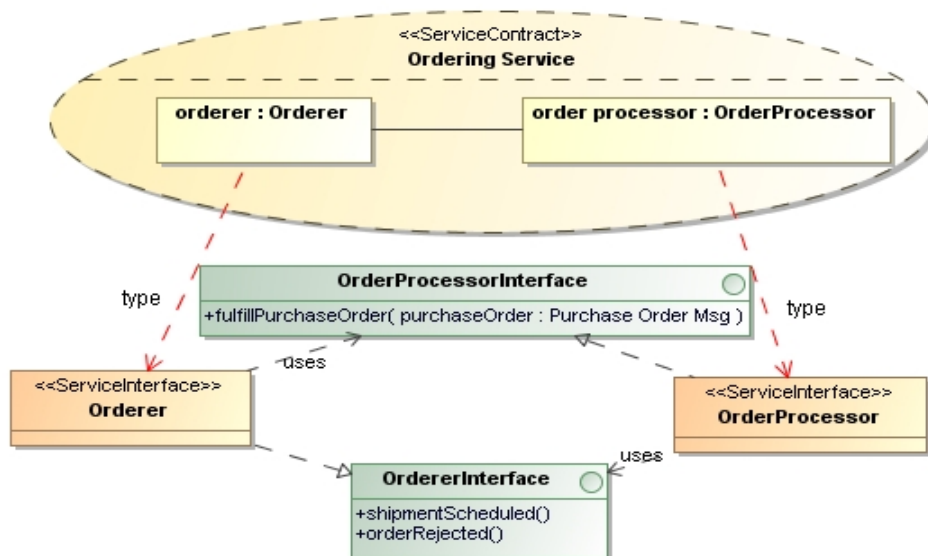 <<ServiceContract>>
Ordering Service
orderer : Orderer
order processor : OrderProcessor
OrderProcessorInterface
+fulfillPurchaseOrder( purchaseOrder : Purchase Order Msg )
type
type
uses
<<ServiceInterface>>
Orderer
<<ServiceInterface>>
OrderProcessor
uses
OrdererInterface
+shipmentScheduled()
+orderRejected()